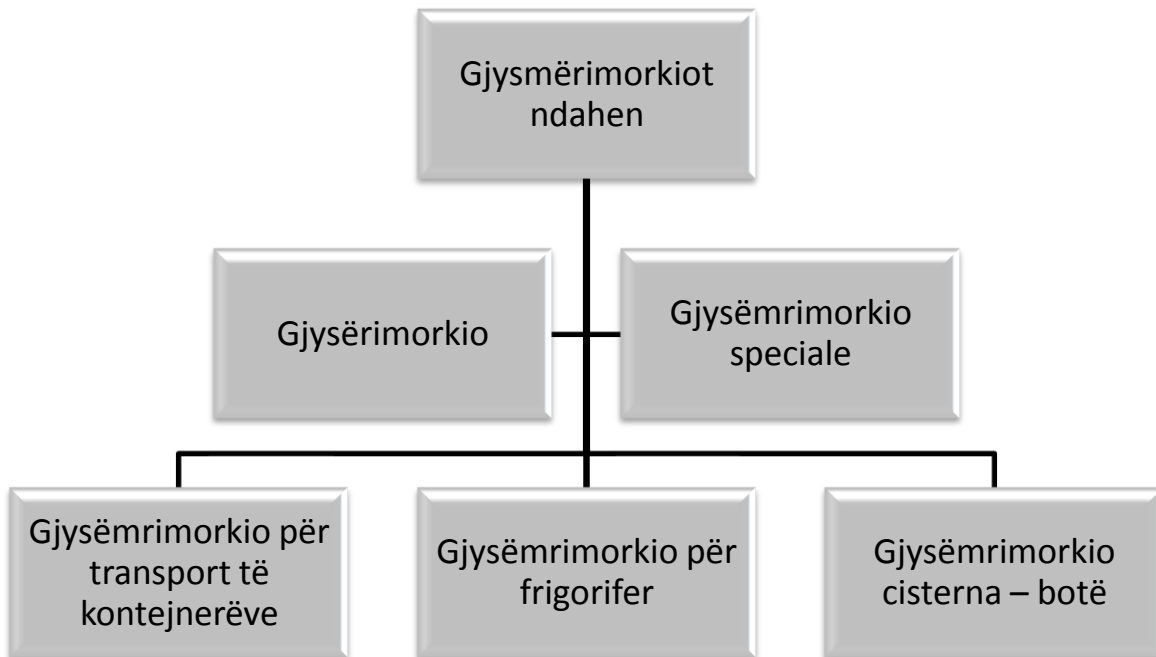 Gjysmërimorkiot
ndahen
Gjysërimorkio
Gjysëmrimorkio
speciale
Gjysëmrimorkio për
transport të
kontejnerëve
Gjysëmrimorkio për
frigorifer
Gjysëmrimorkio
cisterna – botë